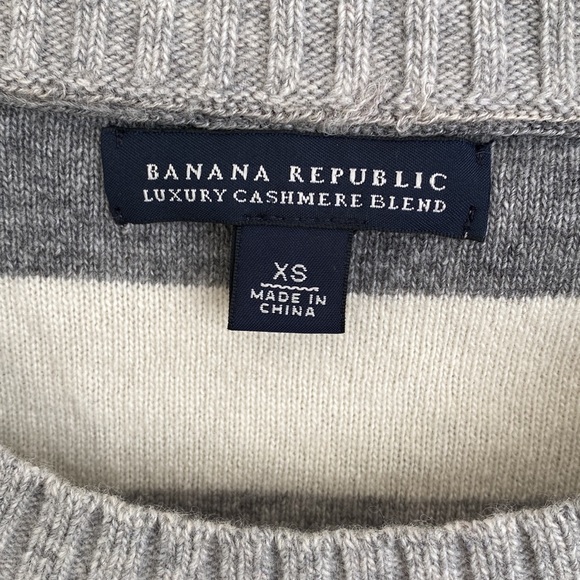 BANANA REPUBLIC
LUXURY CASHMERE BLEND
XS
MADE IN
CHINA